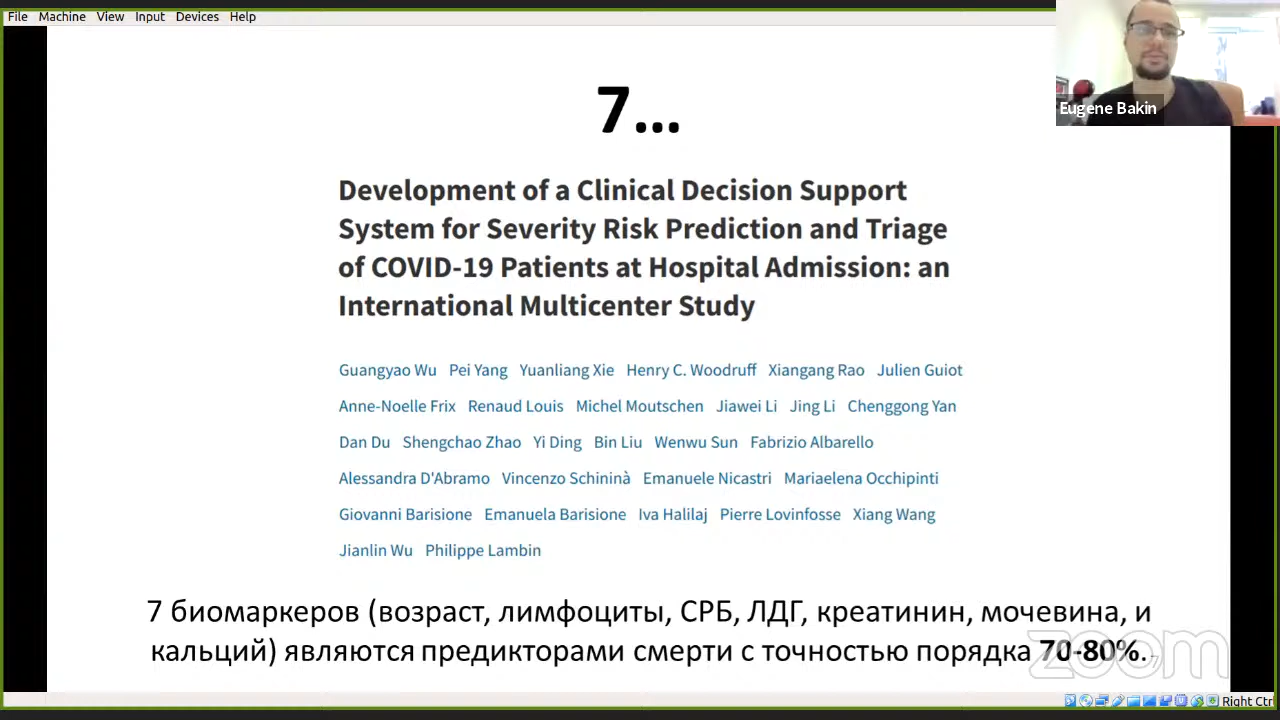 File Machine View Input Devices Help
Eugene Bakin
7...
Development of a Clinical Decision Support
System for Severity Risk Prediction and Triage
of COVID-19 Patients at Hospital Admission: an
International Multicenter Study
Guangyao Wu Pei Yang Yuanliang Xie Henry C. Woodruff Xiangang Rao Julien Guiot
Anne-Noelle Frix Renaud Louis Michel Moutschen Jiawei Li Jing Li Chenggong Yan
Dan Du Shengchao Zhao Yi Ding Bin Liu Wenwu Sun Fabrizio Albarello
Alessandra D'Abramo Vincenzo Schininà Emanuele Nicastri Mariaelena Occhipinti
Giovanni Barisione Emanuela Barisione Iva Halilaj Pierre Lovinfosse Xiang Wang
Jianlin Wu Philippe Lambin
7 биомаркеров (возраст, лимфоциты, СРБ, ЛДГ, креатинин, мочевина, и
кальций) являются предикторами смерти с точностью порядка 70-80%.
zoom
7
Right Ctrl